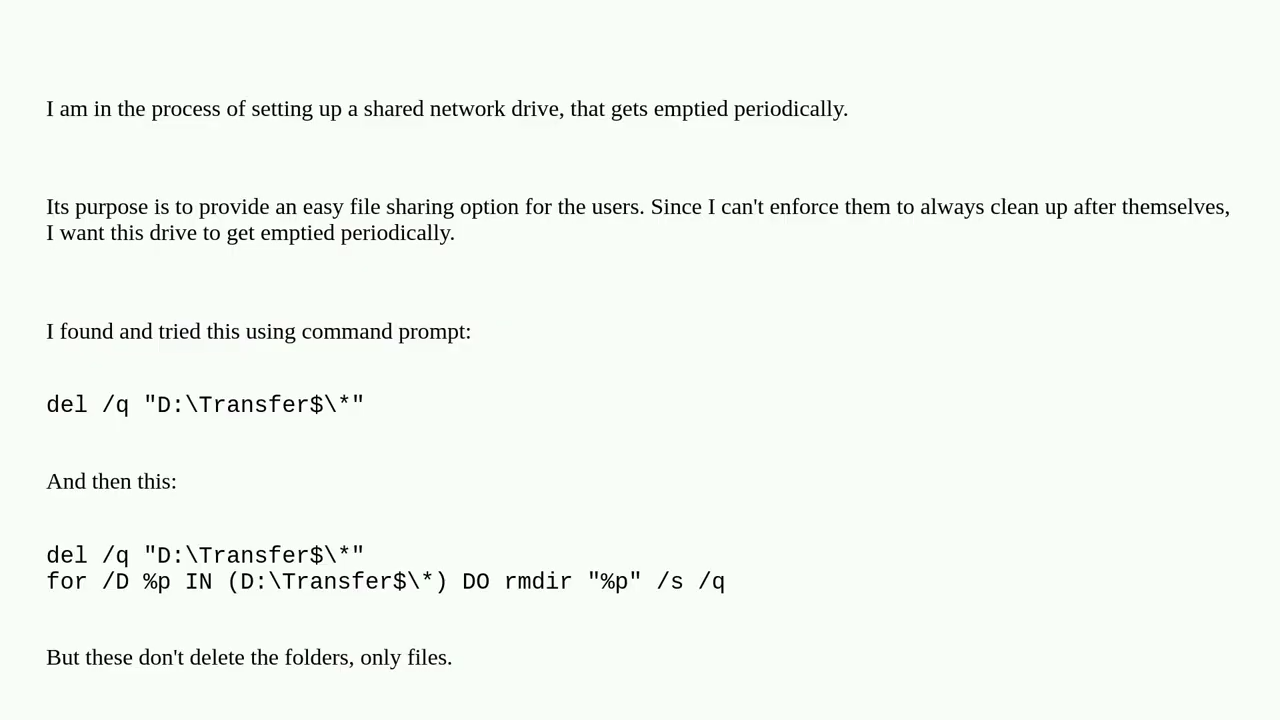 I am in the process of setting up a shared network drive, that gets emptied periodically.
Its purpose is to provide an easy file sharing option for the users. Since I can't enforce them to always clean up after themselves,
I want this drive to get emptied periodically.
I found and tried this using command prompt:
del /q "D:\Transfer$\*"
And then this:
del /q "D:\Transfer$\*"
for /D %p IN (D:\Transfer$\*) DO rmdir "%p" /s /q
But these don't delete the folders, only files.